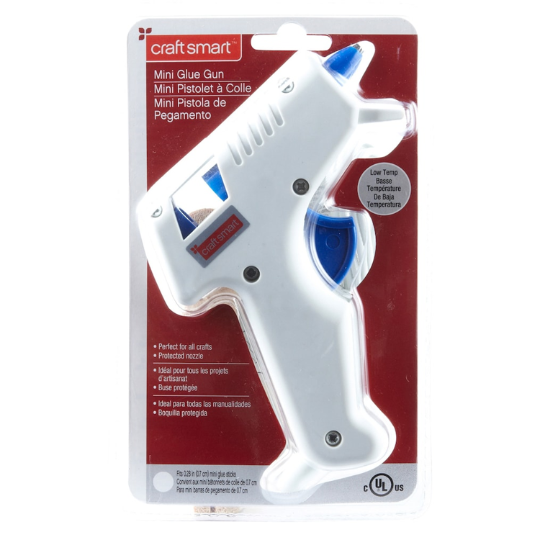 craft smart™
Mini Glue Gun
Mini Pistolet à Colle
Mini Pistola de
Pegamento
Low Temp
Basse
Température
De Baja
Temperatura
craft smart
• Perfect for all crafts
• Protected nozzle
• Idéal pour tous les projets
d'artisanat
• Buse protégée
• Ideal para todas las manualidades
• Boquilla protegida
Fits 0.28 in (0.7 cm) mini glue sticks
Convient aux mini bâtonnets de colle de 0.7 cm
Para mini barras de pegamento de 0.7 cm
C UL US